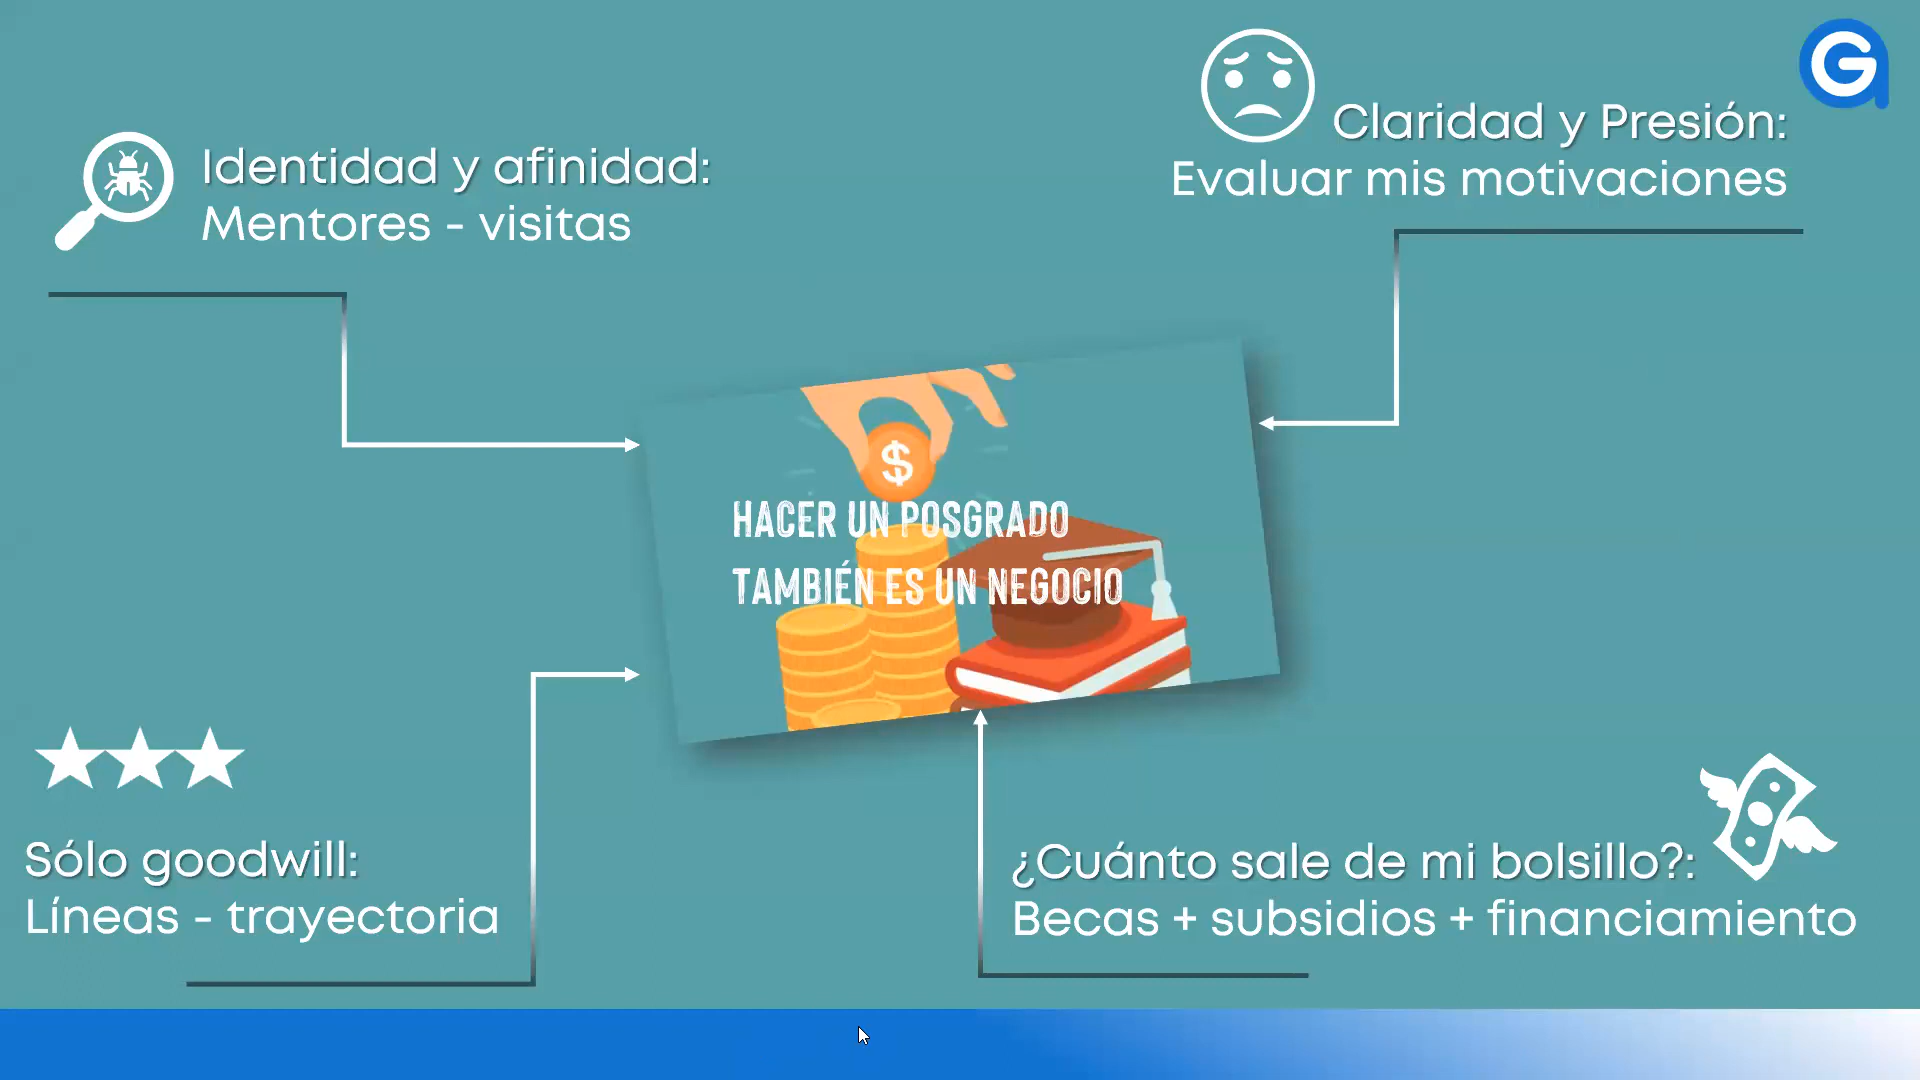 Identidad y afinidad:
Mentores - visitas
Claridad y Presión:
Evaluar mis motivaciones
$
HACER UN POSGRADO
TAMBIÉN ES UN NEGOCIO
Sólo goodwill:
Líneas - trayectoria
¿Cuánto sale de mi bolsillo?:
Becas + subsidios + financiamiento